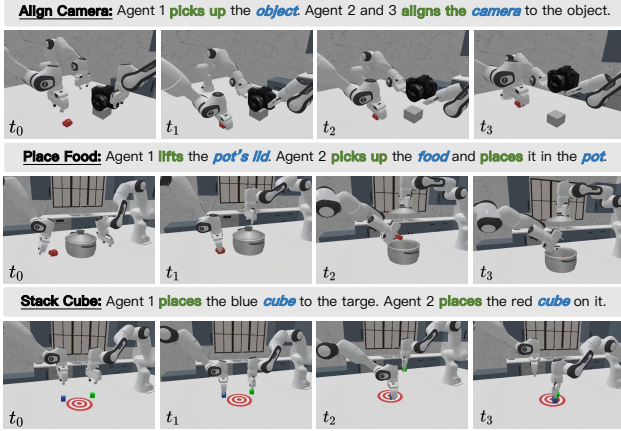 Align Camera: Agent 1 picks up the object. Agent 2 and 3 aligns the camera to the object.
t0 t1 t2 t3
Place Food: Agent 1 lifts the pot's lid. Agent 2 picks up the food and places it in the pot.
t0 t1 t2 t3
Stack Cube: Agent 1 places the blue cube to the targe. Agent 2 places the red cube on it.
t0 t1 t2 t3